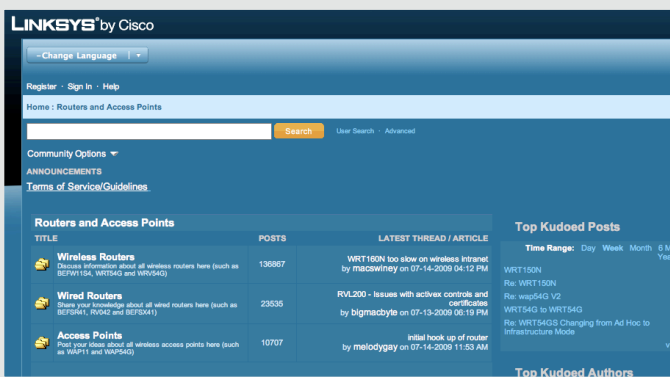 LINKSYS® by Cisco
~Change Language
Register · Sign In · Help
Home : Routers and Access Points
Search
User Search · Advanced
Community Options
ANNOUNCEMENTS
Terms of Service/Guidelines
Routers and Access Points
TITLE POSTS LATEST THREAD / ARTICLE
Wireless Routers
Discuss information about all wireless routers here (such as
BEFW11S4, WRT54G and WRV54G)
136867
WRT160N too slow on wireless intranet
by macswiney on 07-14-2009 04:12 PM
Wired Routers
Share your knowledge about all wired routers here (such as
BEFSR41, RV042 and BEFSX41)
23535
RVL200 - Issues with activex controls and
certificates
by bigmacbyte on 07-13-2009 06:19 PM
Access Points
Post your ideas about all wireless access points here (such
as WAP11 and WAP54G)
10707
initial hook up of router
by melodygay on 07-14-2009 11:53 AM
Top Kudoed Posts
Time Range: Day Week Month 6 M
Yea
WRT150N
Re: WRT150N
Re: wap54G V2
WRT54G to WRT54G
Re: WRT54GS Changing from Ad Hoc to
Infrastructure Mode
V
Top Kudoed Authors